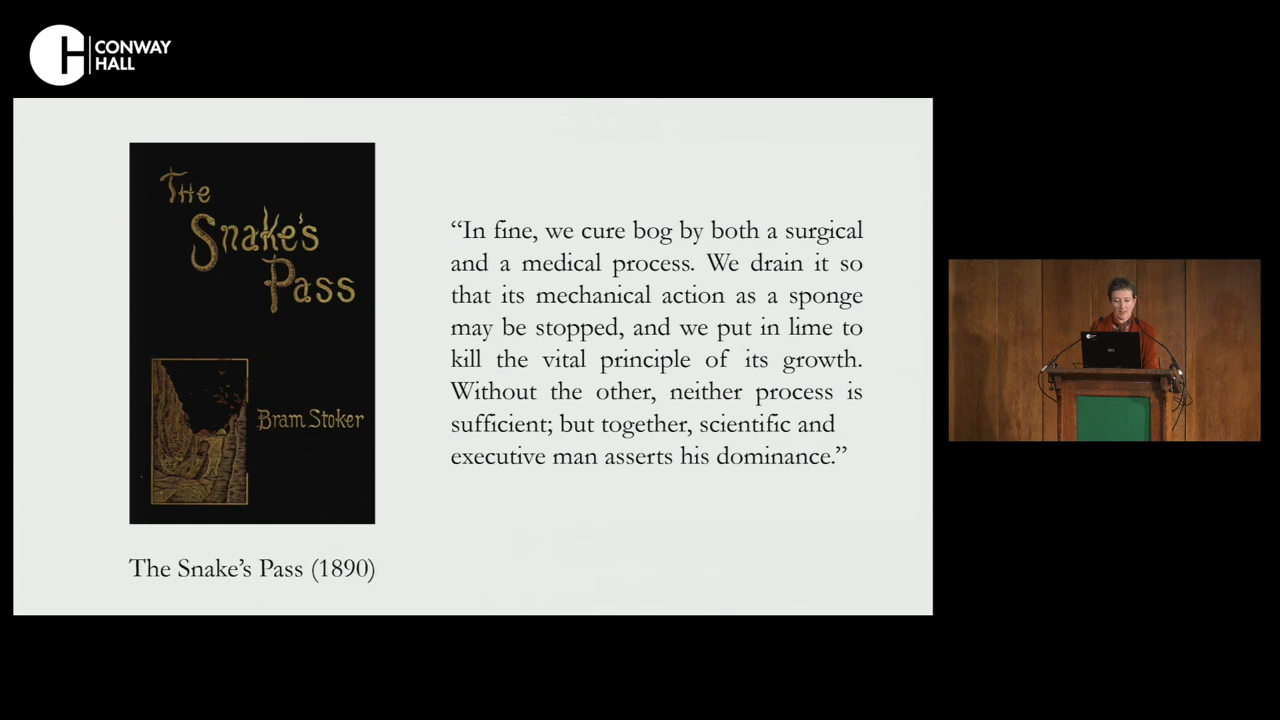 CONWAY
HALL
The
Snake's
Pass
Bram Stoker
The Snake’s Pass (1890)
“In fine, we cure bog by both a surgical
and a medical process. We drain it so
that its mechanical action as a sponge
may be stopped, and we put in lime to
kill the vital principle of its growth.
Without the other, neither process is
sufficient; but together, scientific and
executive man asserts his dominance.”